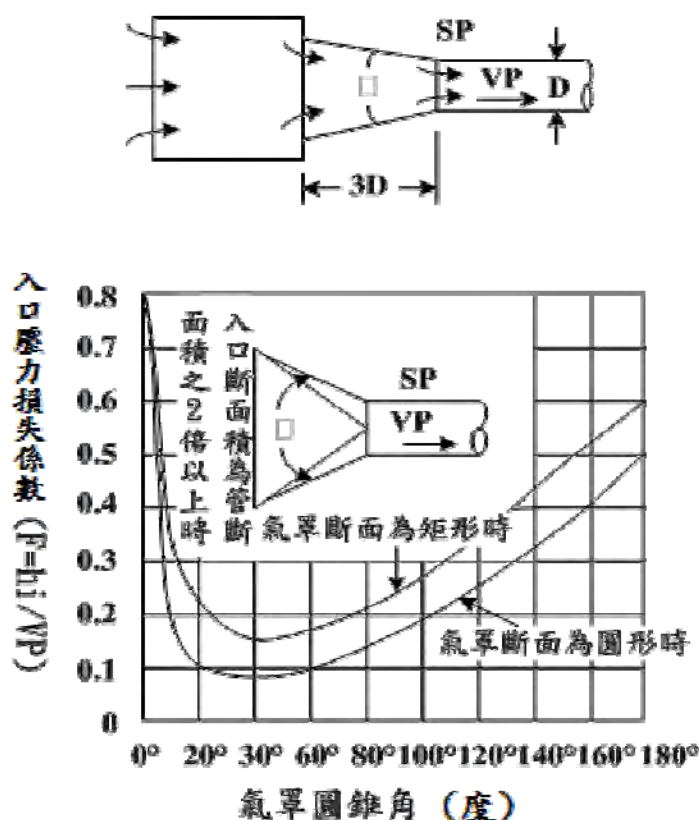 SP
□
VP
D
3D
入口壓力損失係數 (F=hi/VP)
0.8
0.7
0.6
0.5
0.4
0.3
0.2
0.1
0
入口斷面積為管斷
面積之2倍以上時
SP
□
VP
氣罩斷面為矩形時
氣罩斷面為圓形時
0° 20° 30° 60° 80° 100° 120° 140° 160° 180°
氣罩圓錐角 (度)